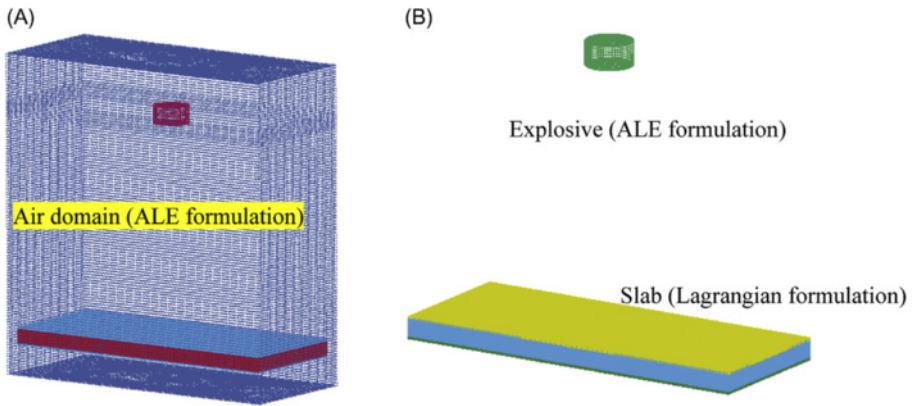 (A)
(B)
Explosive (ALE formulation)
Air domain (ALE formulation)
Slab (Lagrangian formulation)